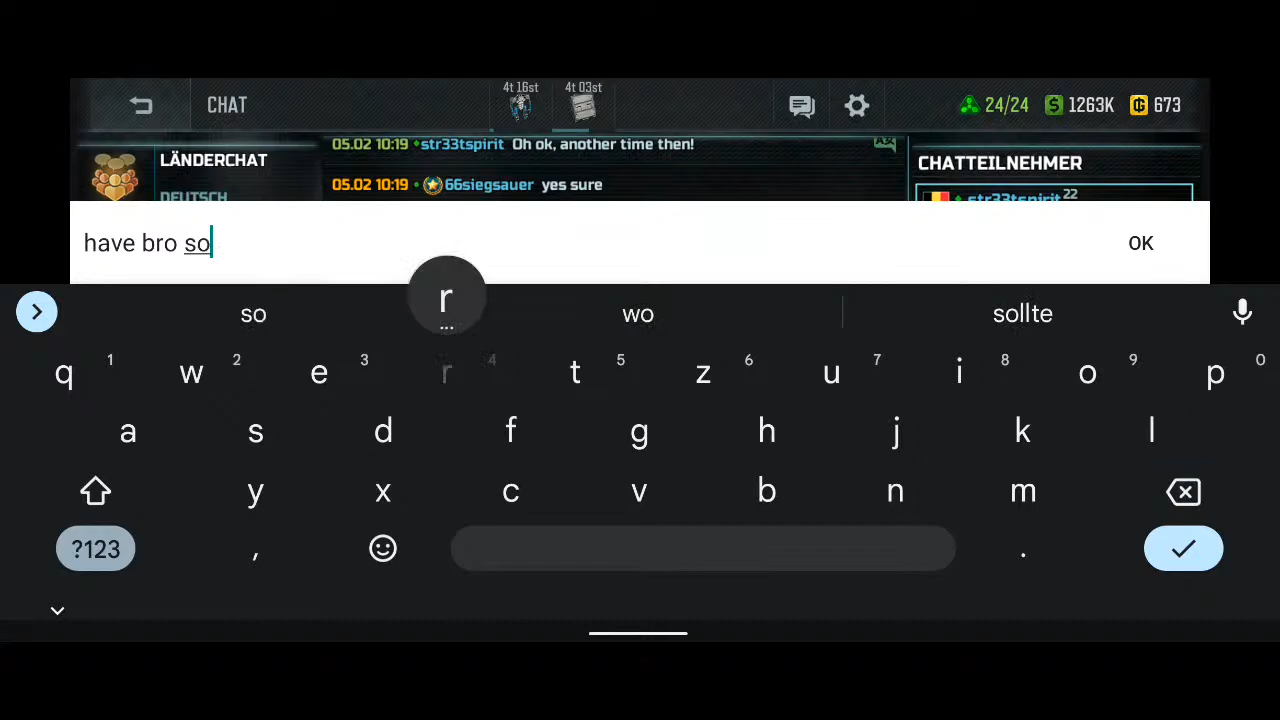 4t 16st 4t 03st
CHAT 24/24 1263K 673
05.02 10:19 str33tspirit Oh ok, another time then!
LÄNDERCHAT
CHATTEILNEHMER
05.02 10:19 66siegsauer yes sure
DEUTSCH
str33tspirit 22
have bro so OK
r
so wo sollte
q 1 w 2 e 3 r 4 t 5 z 6 u 7 i 8 o 9 p 0
a s d f g h j k l
y x c v b n m
?123 , .